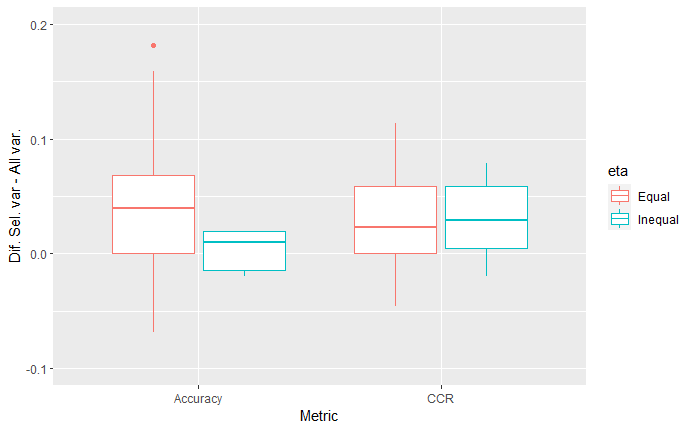 0.2
0.1
0.0
-0.1
Dif. Sel. var - All var.
Accuracy
CCR
Metric
eta
Equal
Inequal